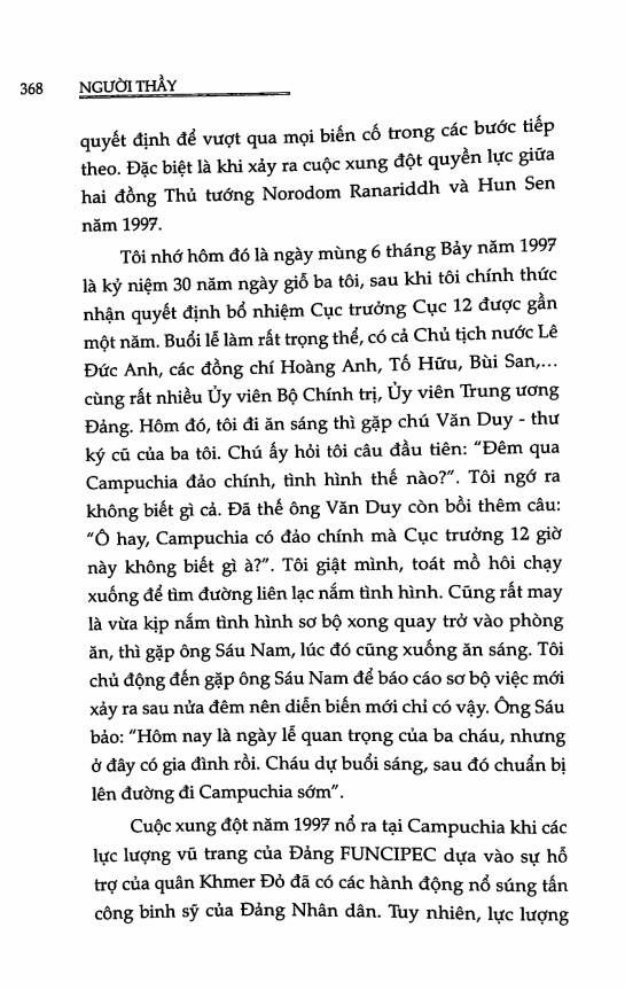 368 NGƯỜI THẦY
quyết định để vượt qua mọi biến cố trong các bước tiếp
theo. Đặc biệt là khi xảy ra cuộc xung đột quyền lực giữa
hai đồng Thủ tướng Norodom Ranariddh và Hun Sen
năm 1997.
Tôi nhớ hôm đó là ngày mùng 6 tháng Bảy năm 1997
là kỷ niệm 30 năm ngày giỗ ba tôi, sau khi tôi chính thức
nhận quyết định bổ nhiệm Cục trưởng Cục 12 được gần
một năm. Buổi lễ làm rất trọng thể, có cả Chủ tịch nước Lê
Đức Anh, các đồng chí Hoàng Anh, Tố Hữu, Bùi San,...
cùng rất nhiều Ủy viên Bộ Chính trị, Ủy viên Trung ương
Đảng. Hôm đó, tôi đi ăn sáng thì gặp chú Văn Duy - thư
ký cũ của ba tôi. Chú ấy hỏi tôi câu đầu tiên: “Đêm qua
Campuchia đảo chính, tình hình thế nào?”. Tôi ngớ ra
không biết gì cả. Đã thế ông Văn Duy còn bồi thêm câu:
“Ô hay, Campuchia có đảo chính mà Cục trưởng 12 giờ
này không biết gì à?”. Tôi giật mình, toát mồ hôi chạy
xuống để tìm đường liên lạc nắm tình hình. Cũng rất may
là vừa kịp nắm tình hình sơ bộ xong quay trở vào phòng
ăn, thì gặp ông Sáu Nam, lúc đó cũng xuống ăn sáng. Tôi
chủ động đến gặp ông Sáu Nam để báo cáo sơ bộ việc mới
xảy ra sau nửa đêm nên diễn biến mới chỉ có vậy. Ông Sáu
bảo: “Hôm nay là ngày lễ quan trọng của ba cháu, nhưng
ở đây có gia đình rồi. Cháu dự buổi sáng, sau đó chuẩn bị
lên đường đi Campuchia sớm”.
Cuộc xung đột năm 1997 nổ ra tại Campuchia khi các
lực lượng vũ trang của Đảng FUNCIPEC dựa vào sự hỗ
trợ của quân Khmer Đỏ đã có các hành động nổ súng tấn
công binh sỹ của Đảng Nhân dân. Tuy nhiên, lực lượng